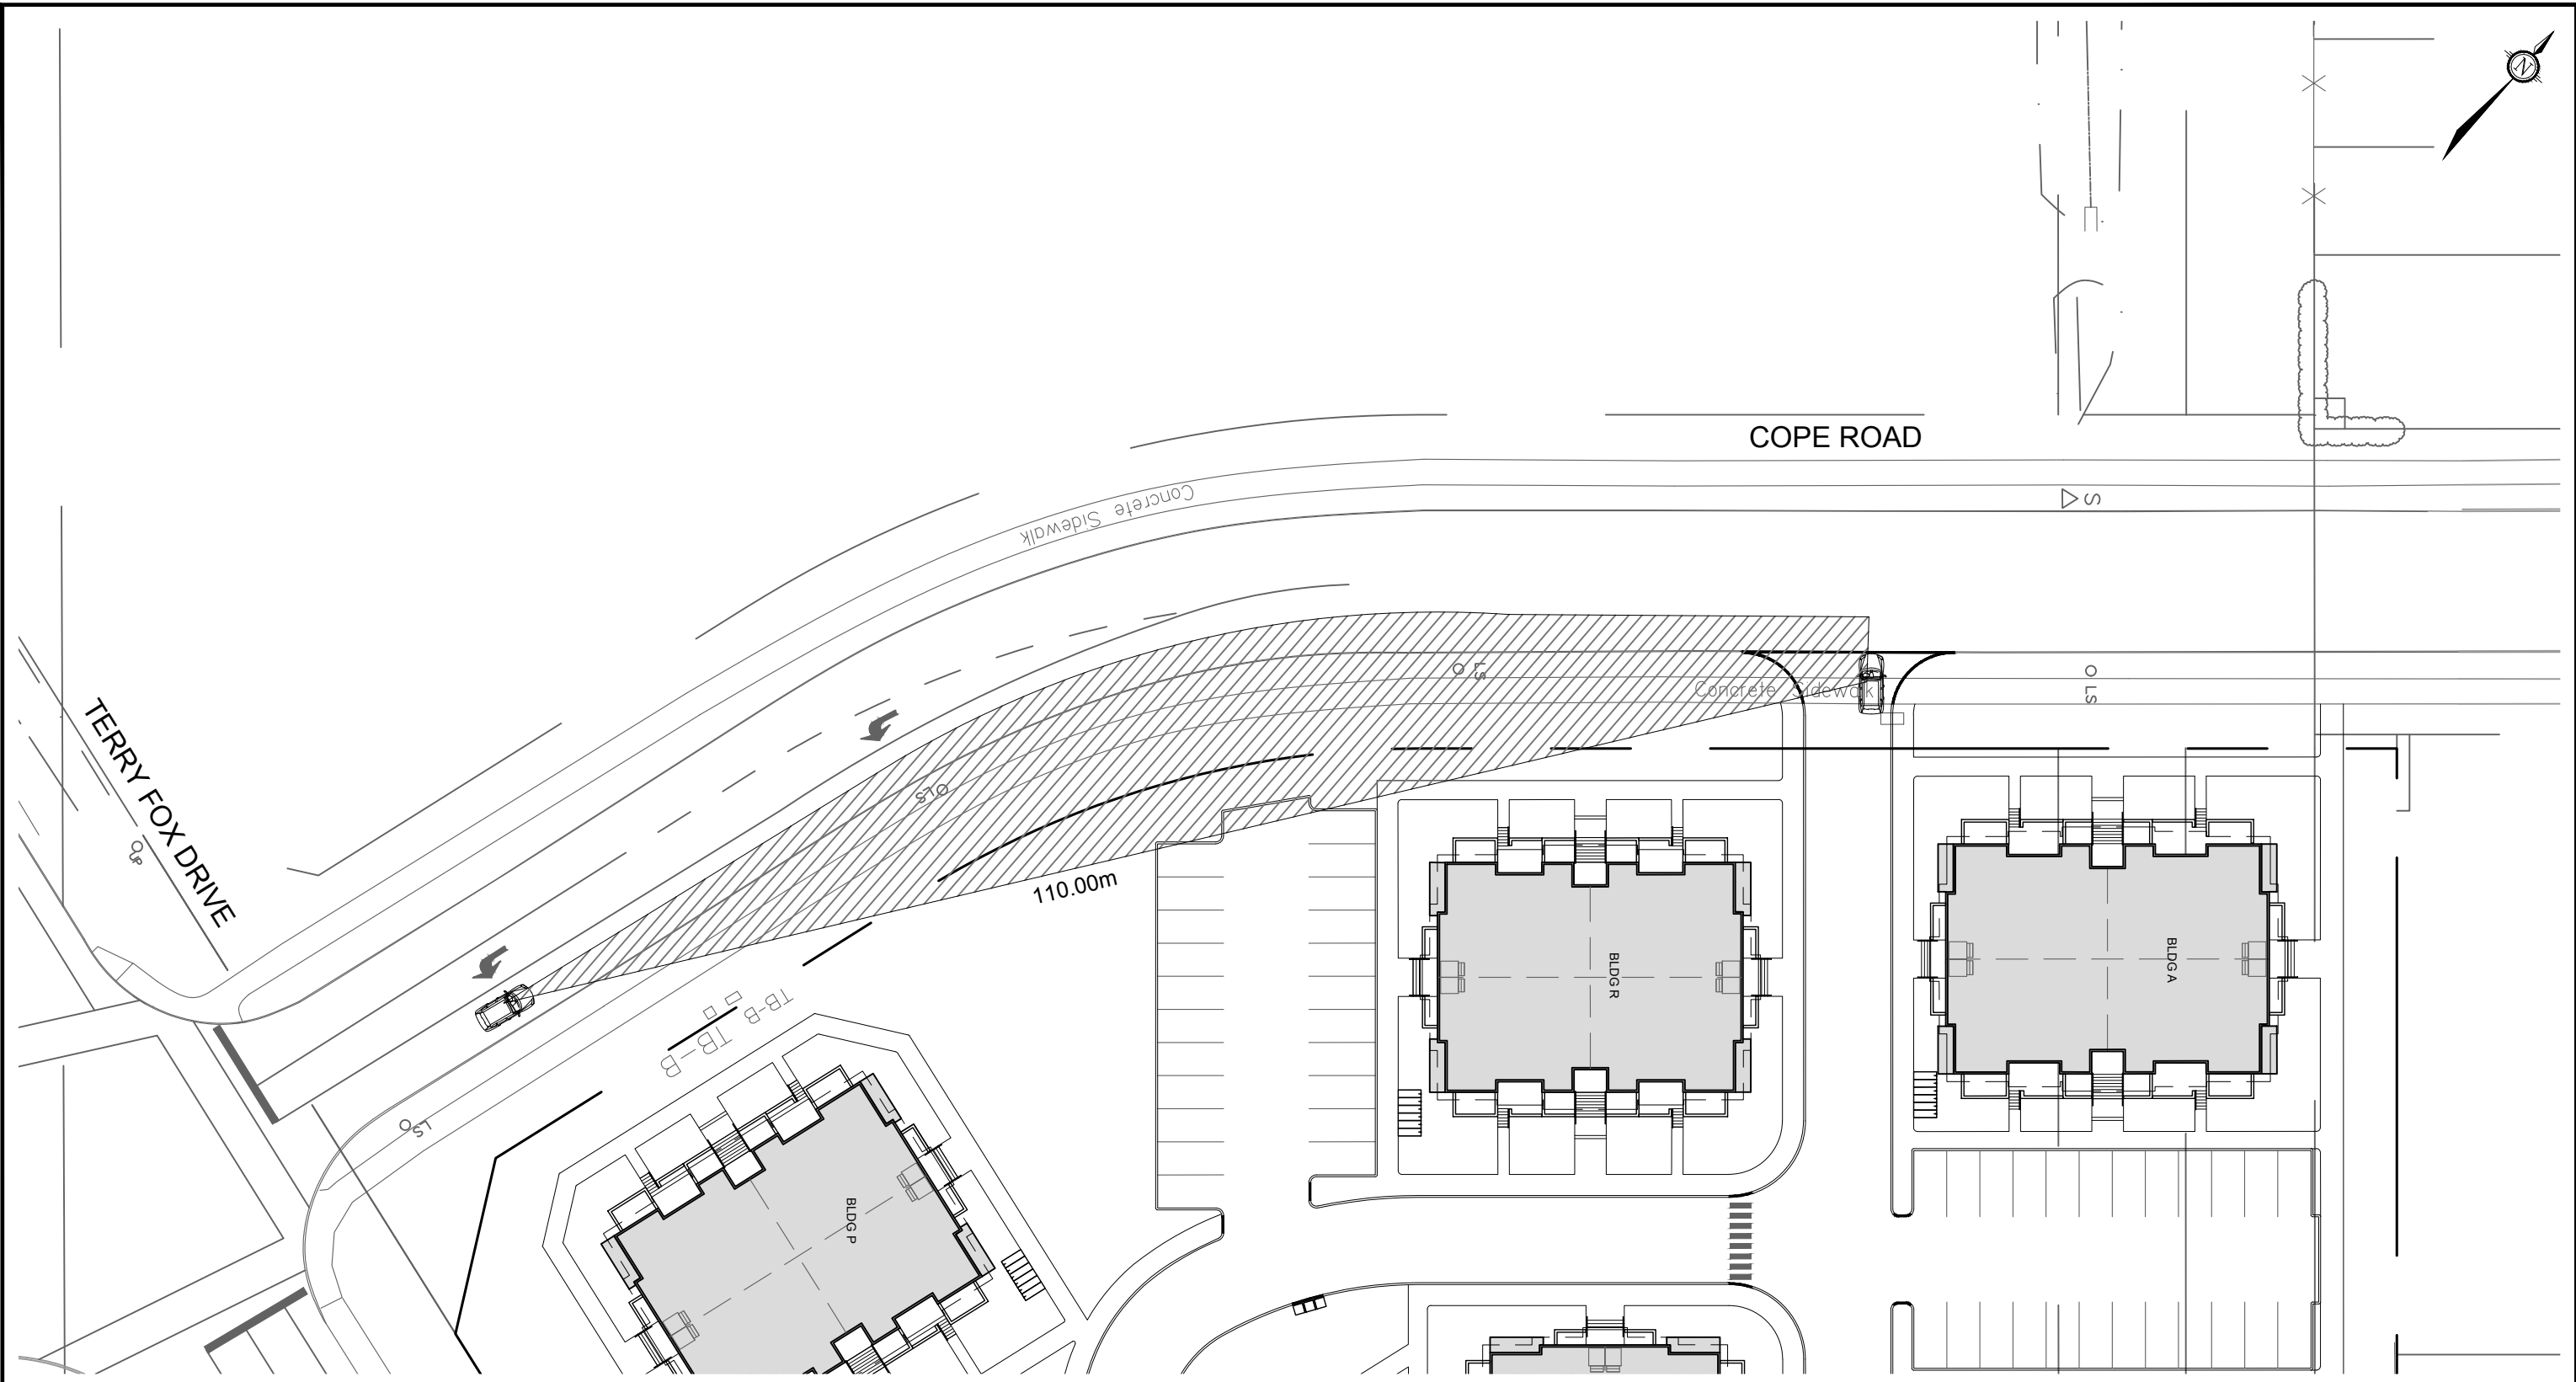 N
COPE ROAD
Concrete Sidewalk
S
LS
Concrete Sidewalk
LS
TERRY FOX DRIVE
LS
UP
110.00m
BLDG R
BLDG A
TB-B
TB-B
LS
BLDG P